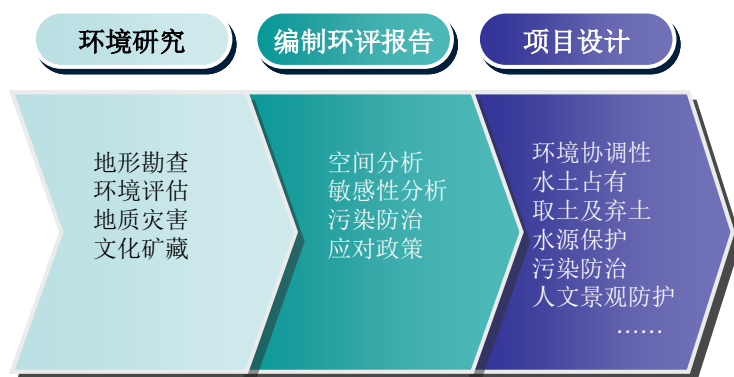 环境研究
编制环评报告
项目设计
地形勘查
环境评估
地质灾害
文化矿藏
空间分析
敏感性分析
污染防治
应对政策
环境协调性
水土占有
取土及弃土
水源保护
污染防治
人文景观防护
……